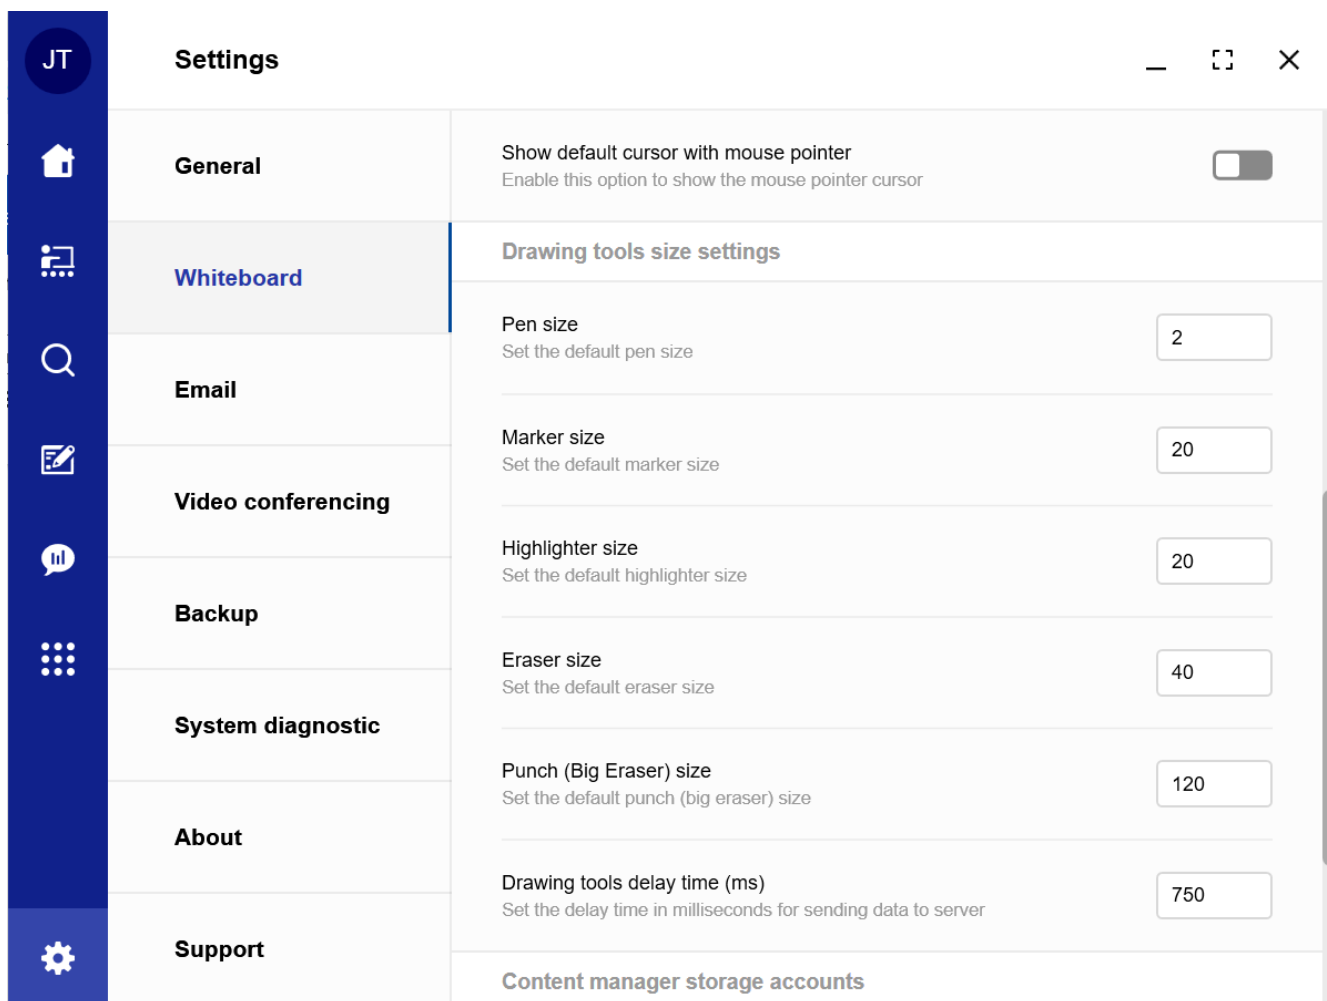 JT
Settings
General
Whiteboard
Email
Video conferencing
Backup
System diagnostic
About
Support
Show default cursor with mouse pointer
Enable this option to show the mouse pointer cursor
Drawing tools size settings
Pen size
Set the default pen size
2
Marker size
Set the default marker size
20
Highlighter size
Set the default highlighter size
20
Eraser size
Set the default eraser size
40
Punch (Big Eraser) size
Set the default punch (big eraser) size
120
Drawing tools delay time (ms)
Set the delay time in milliseconds for sending data to server
750
Content manager storage accounts